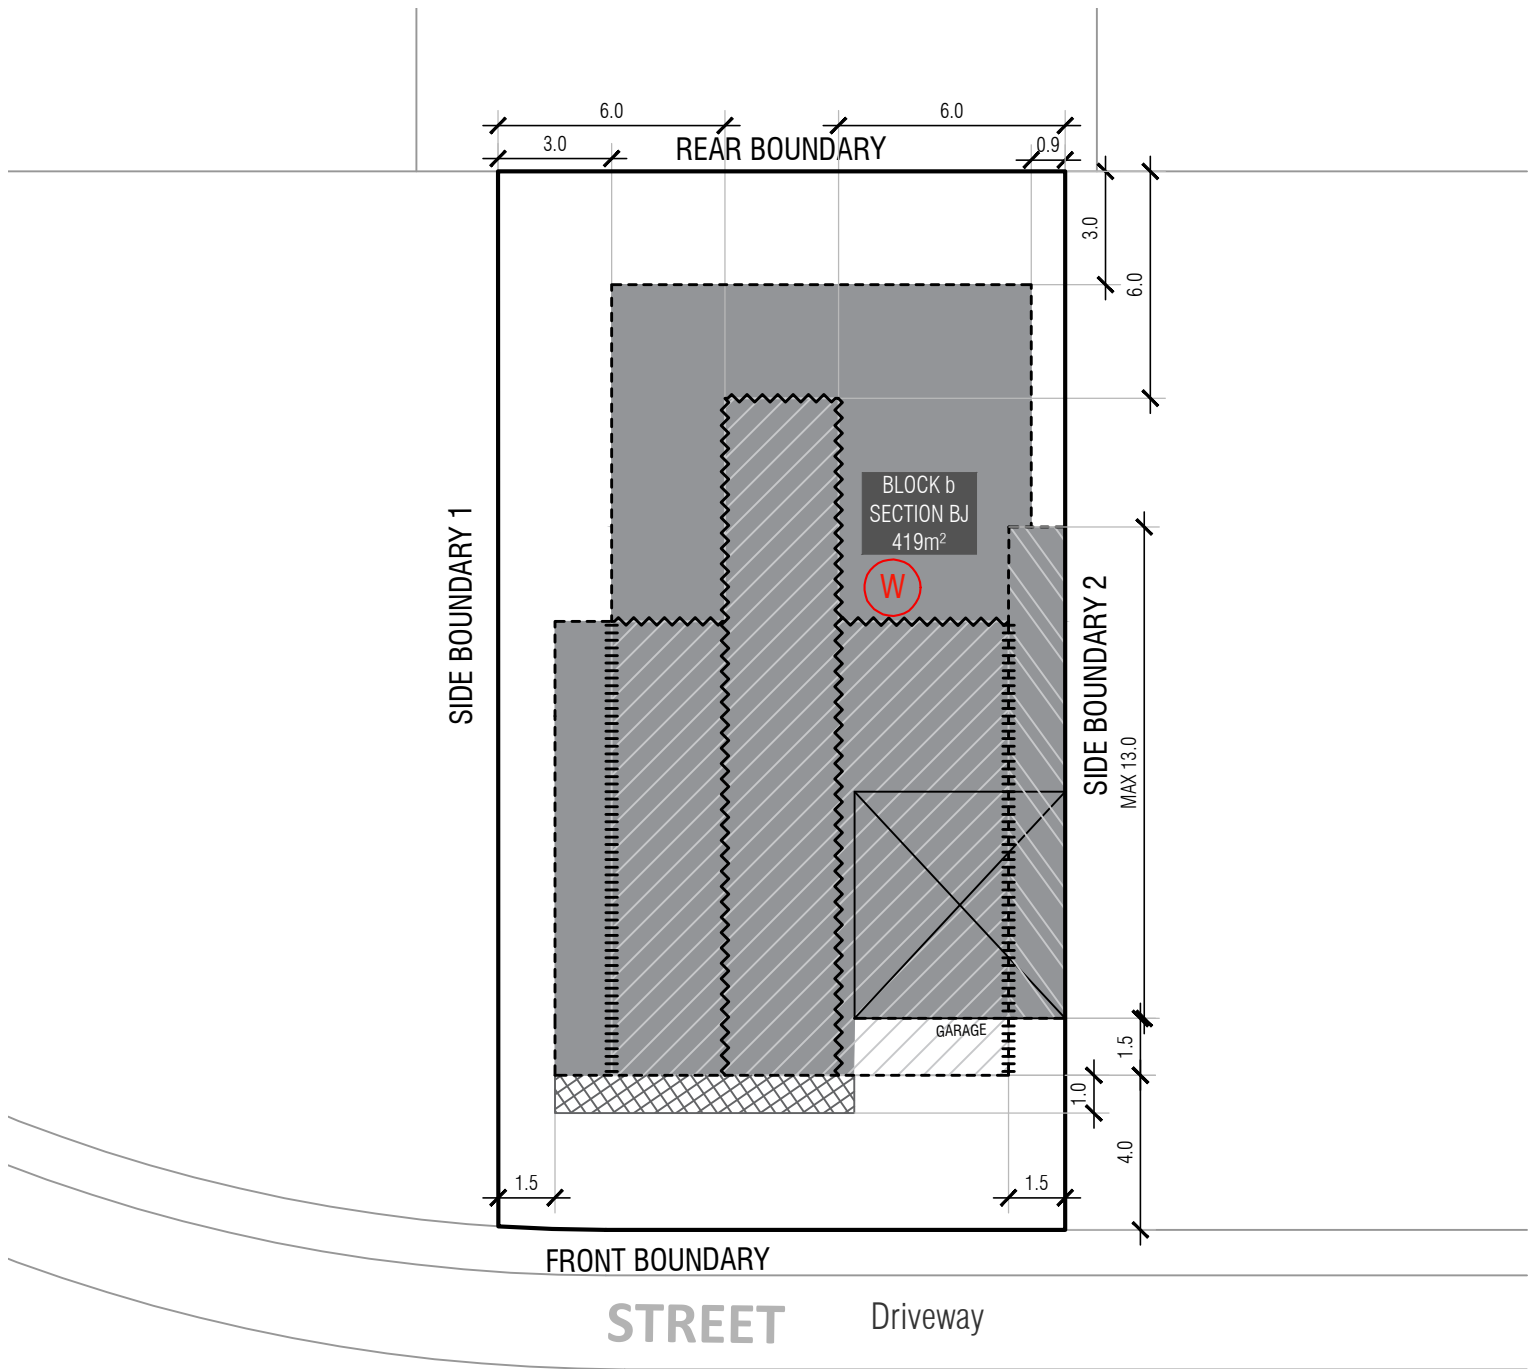 6.0
6.0
3.0
REAR BOUNDARY
0.9
3.0
6.0
BLOCK b
SECTION BJ
419m²
W
SIDE BOUNDARY 1
SIDE BOUNDARY 2
MAX 13.0
GARAGE
1.5
1.0
4.0
1.5
1.5
FRONT BOUNDARY
STREET
Driveway